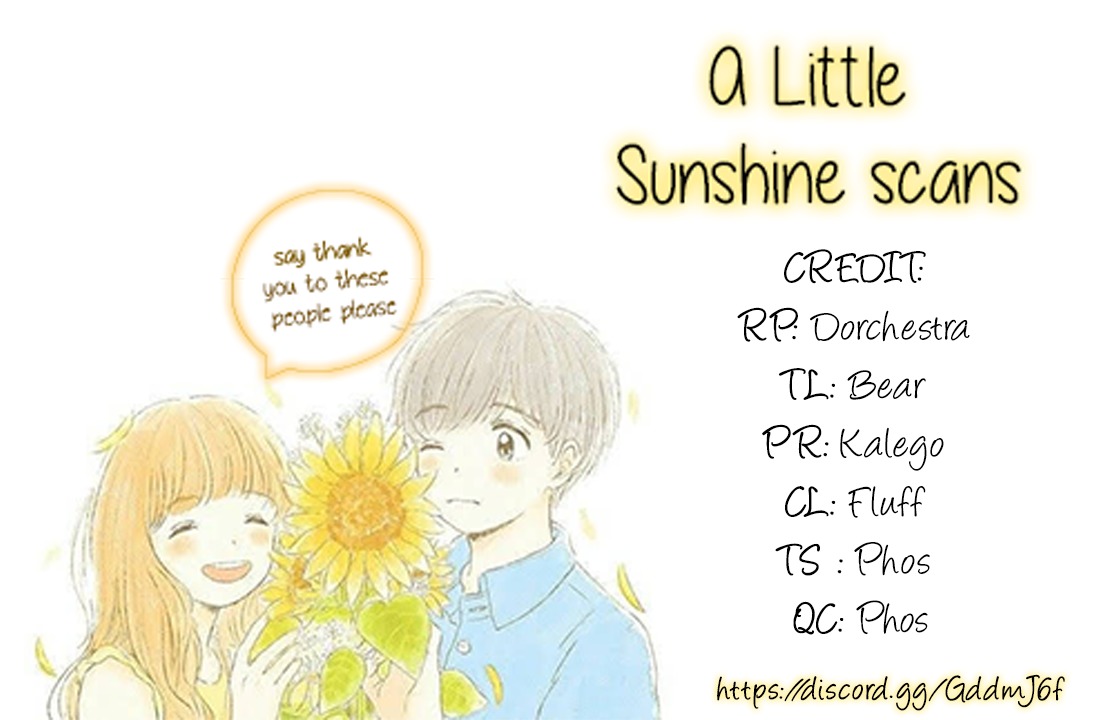 A Little
Sunshine scans
say thank
you to these
people please
CREDIT:
RP: Dorchestra
TL: Bear
PR: Kalego
CL: Fluff
TS : Phos
QC: Phos
https://discord.gg/GddmJ6f